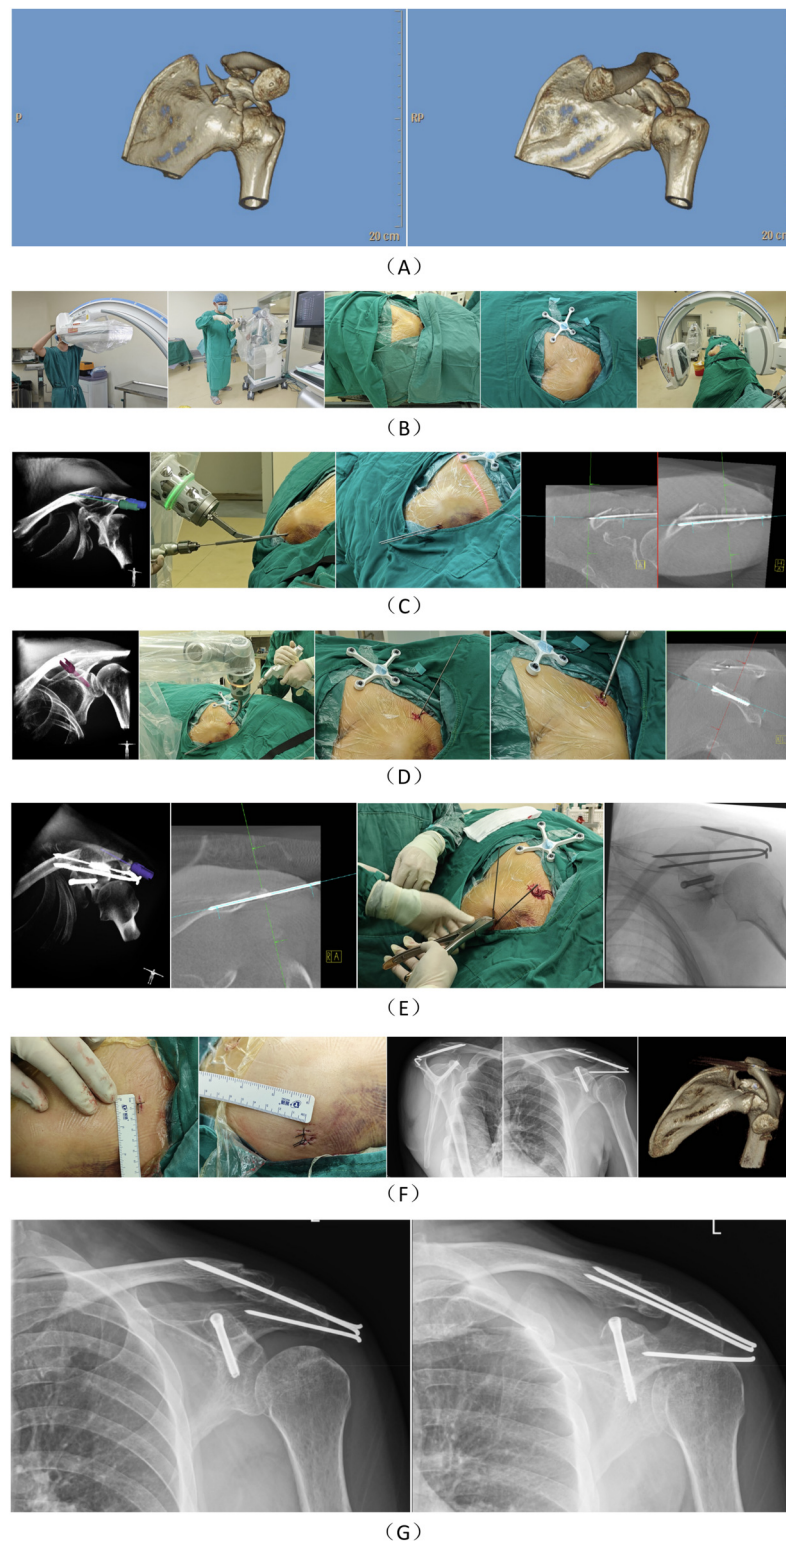 P
20 cm
RP
20 cm
（A）
（B）
（C）
（D）
R A
（E）
（F）
L
（G）